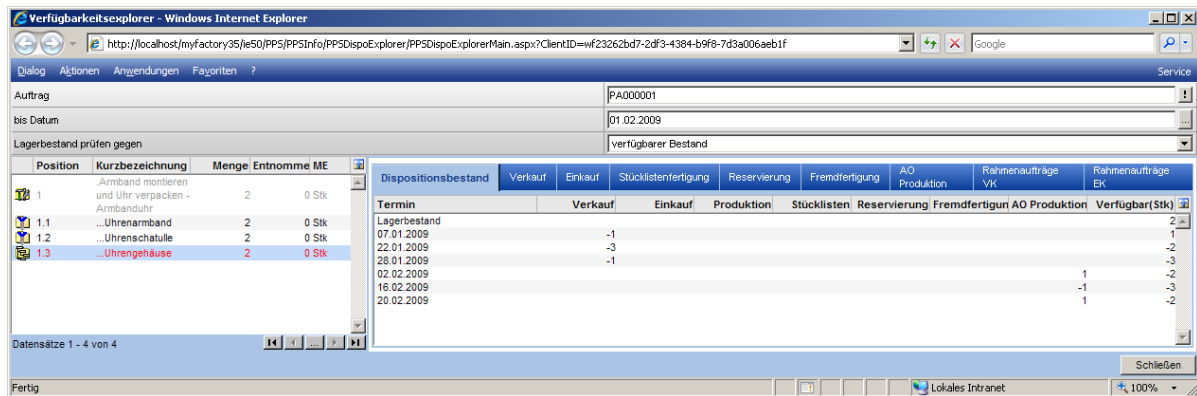 Verfügbarkeitsexplorer - Windows Internet Explorer
http://localhost/myfactory35/ie50/PPS/PPSInfo/PPSDispoExplorer/PPSDispoExplorerMain.aspx?ClientID=wf23262bd7-2df3-4384-b9f8-7d3a006aeb1f Google
Dialog Aktionen Anwendungen Favoriten ? Service
Auftrag PA000001 !
bis Datum 01.02.2009 ...
Lagerbestand prüfen gegen verfügbarer Bestand
Position Kurzbezeichnung Menge Entnomme ME
1 .Armband montieren und Uhr verpacken - Armbanduhr 2 0 Stk
1.1 ...Uhrenarmband 2 0 Stk
1.2 ...Uhrenschatulle 2 0 Stk
1.3 ...Uhrengehäuse 2 0 Stk
Datensätze 1 - 4 von 4 ...
Dispositionsbestand Verkauf Einkauf Stücklistenfertigung Reservierung Fremdfertigung AO Produktion Rahmenaufträge VK Rahmenaufträge EK
Termin Verkauf Einkauf Produktion Stücklisten Reservierung Fremdfertigun AO Produktion Verfügbar(Stk)
Lagerbestand 2
07.01.2009 -1 1
22.01.2009 -3 -2
28.01.2009 -1 -3
02.02.2009 1 -2
16.02.2009 -1 -3
20.02.2009 1 -2
Schließen
Fertig Lokales Intranet 100%